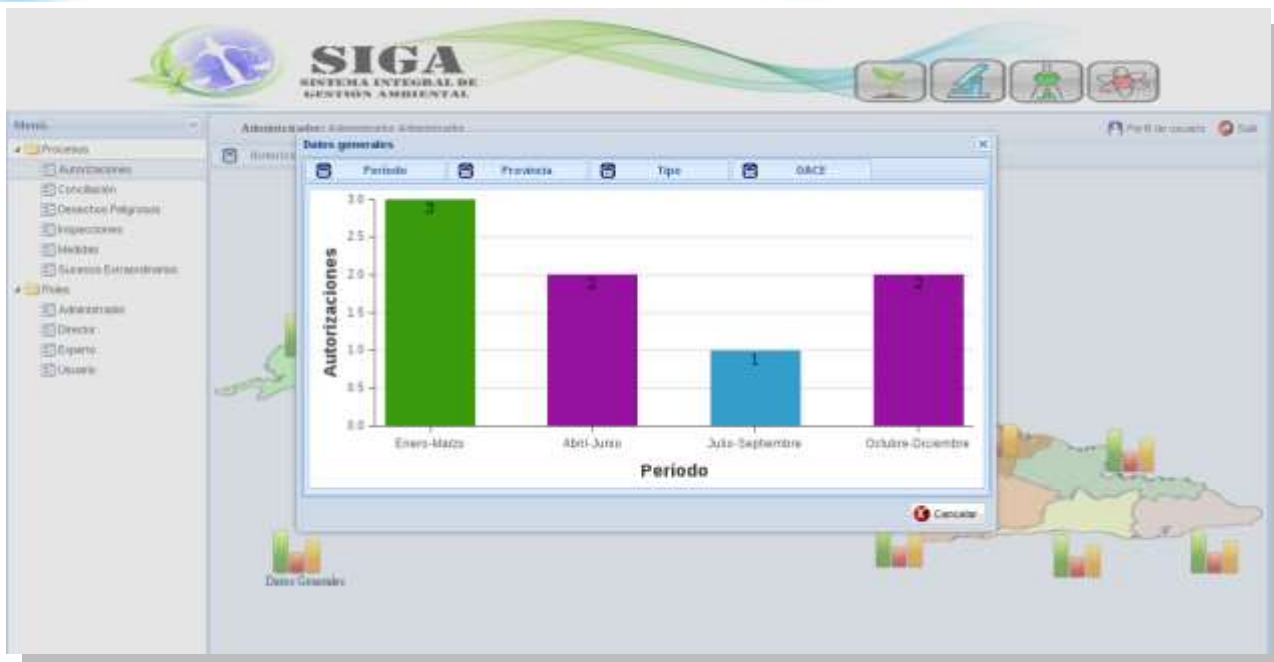 SIGA
SISTEMA INTEGRAL DE
GESTIÓN AMBIENTAL
Menú
Administrador:
Perfil de usuario
Salir
Procesos
Autorizaciones
Conciliación
Desechos Peligrosos
Inspecciones
Medidas
Sucesos Extraordinarios
Roles
Administrador
Director
Experto
Usuario
Datos generales
Período
Provincia
Tipo
OACE
3.0
2.5
2.0
1.5
1.0
0.5
0.0
3
2
1
2
Autorizaciones
Enero-Marzo
Abril-Junio
Julio-Septiembre
Octubre-Diciembre
Período
Cancelar
Datos Generales